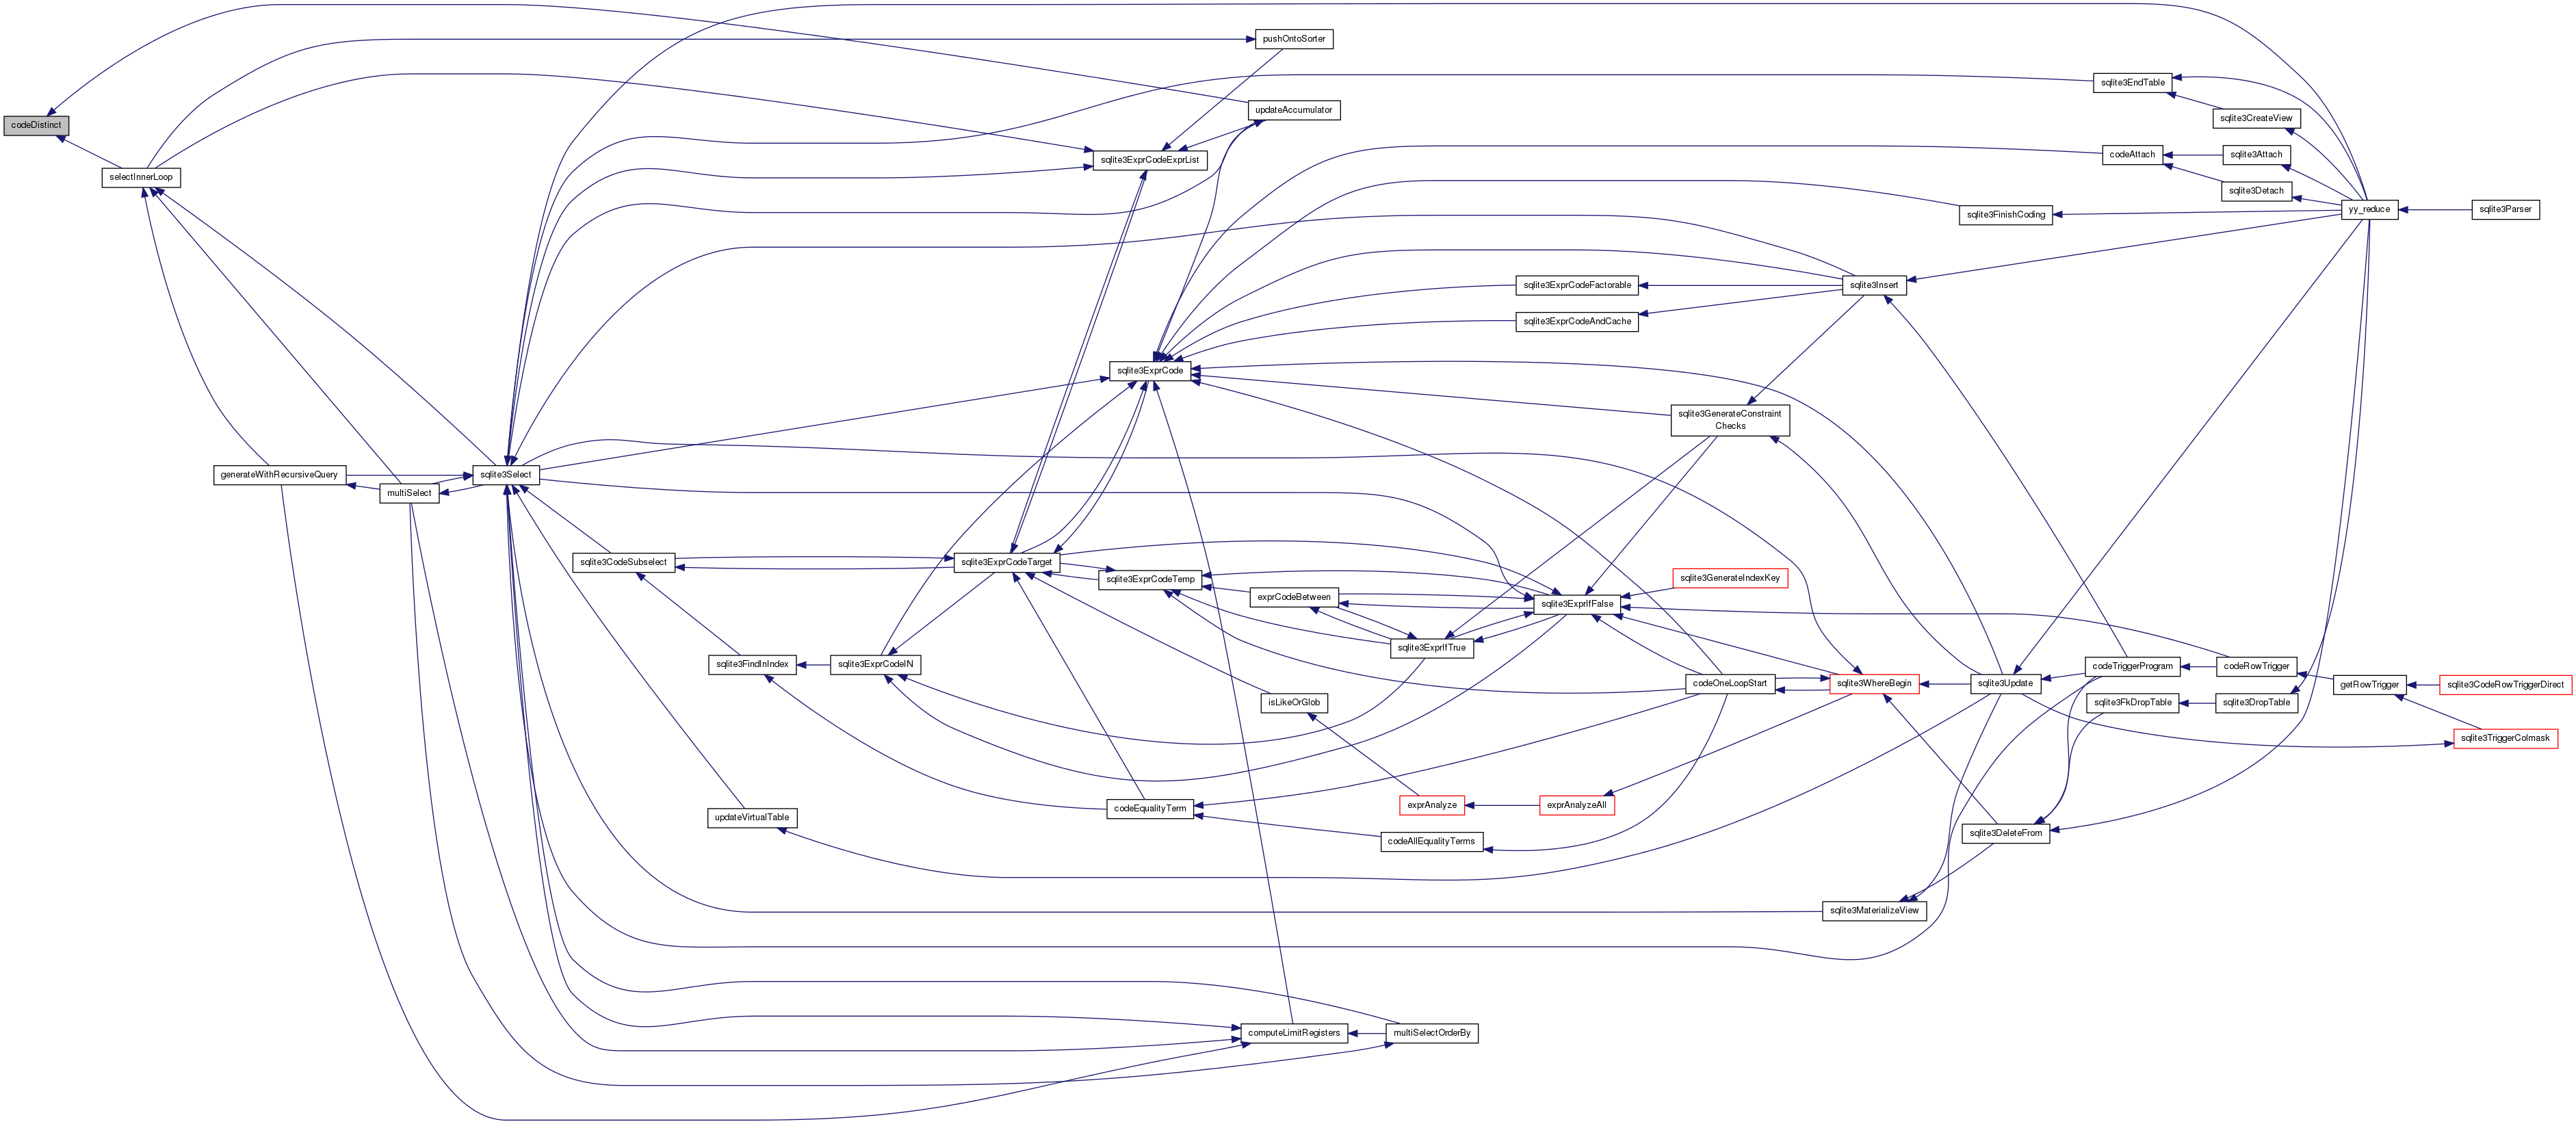 pushOntoSorter
sqlite3EndTable
updateAccumulator
sqlite3CreateView
codeDistinct
codeAttach
sqlite3Attach
sqlite3ExprCodeExprList
selectInnerLoop
sqlite3Detach
yy_reduce
sqlite3Parser
sqlite3FinishCoding
sqlite3ExprCodeFactorable
sqlite3Insert
sqlite3ExprCodeAndCache
sqlite3ExprCode
sqlite3GenerateConstraint
Checks
generateWithRecursiveQuery
sqlite3Select
multiSelect
sqlite3CodeSubselect
sqlite3ExprCodeTarget
sqlite3ExprCodeTemp
sqlite3GenerateIndexKey
exprCodeBetween
sqlite3ExprIfFalse
sqlite3ExprIfTrue
sqlite3FindInIndex
sqlite3ExprCodeIN
codeTriggerProgram
codeRowTrigger
codeOneLoopStart
sqlite3WhereBegin
sqlite3Update
getRowTrigger
sqlite3CodeRowTriggerDirect
isLikeOrGlob
sqlite3FkDropTable
sqlite3DropTable
sqlite3TriggerColmask
exprAnalyze
exprAnalyzeAll
codeEqualityTerm
updateVirtualTable
sqlite3DeleteFrom
codeAllEqualityTerms
sqlite3MaterializeView
computeLimitRegisters
multiSelectOrderBy